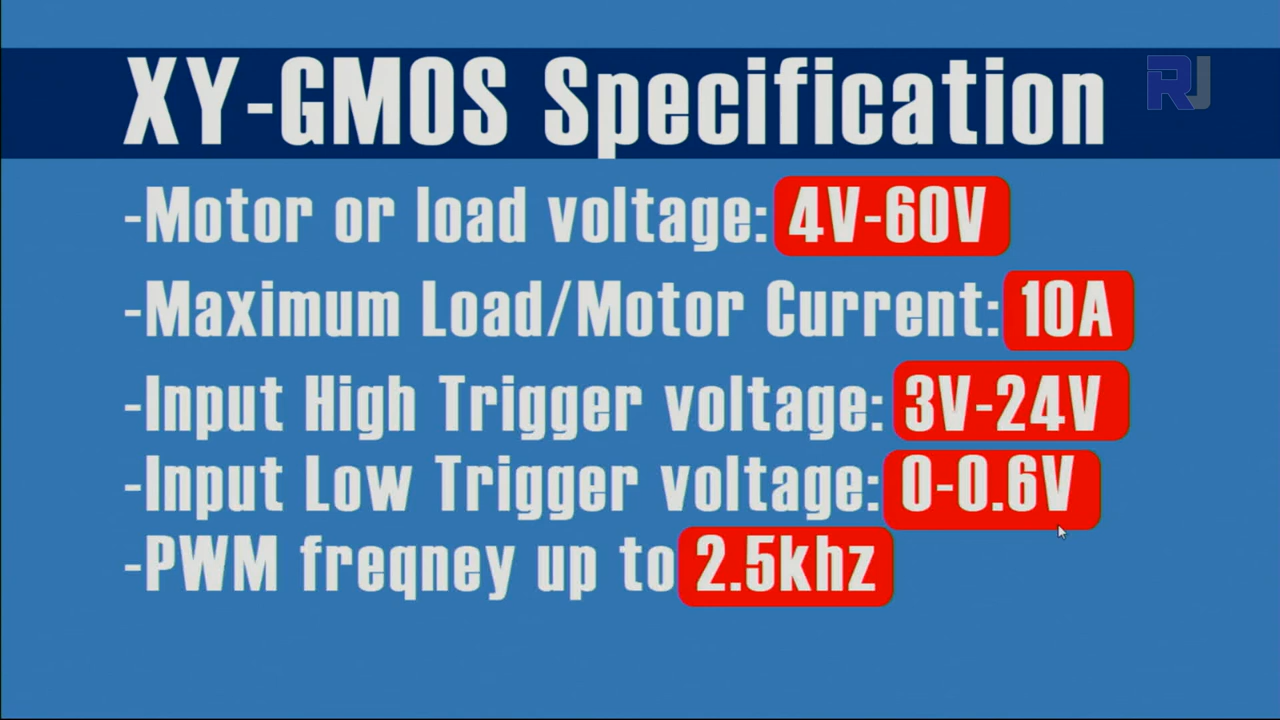 XY-GMOS Specification
RJ
-Motor or load voltage: 4V-60V
-Maximum Load/Motor Current: 10A
-Input High Trigger voltage: 3V-24V
-Input Low Trigger voltage: 0-0.6V
-PWM freqney up to 2.5khz